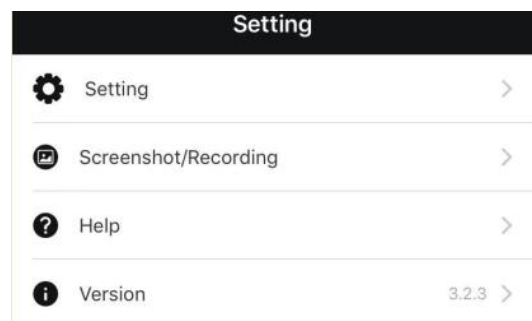 Setting
Setting
Screenshot/Recording
Help
Version 3.2.3